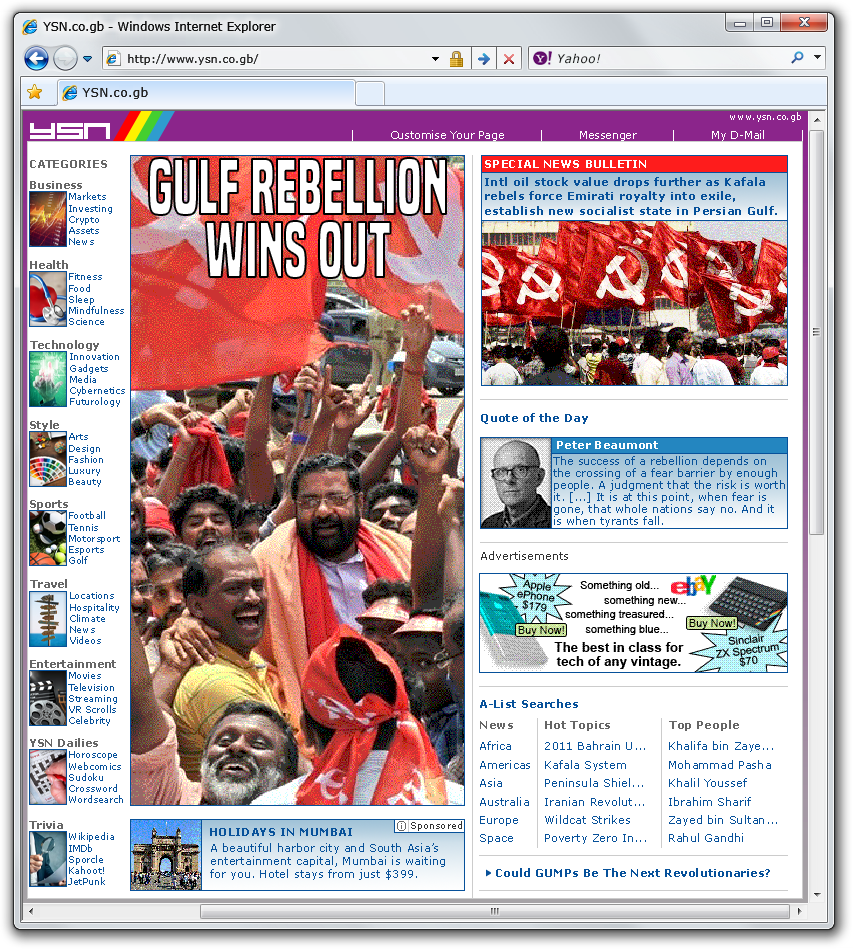 YSN.co.gb - Windows Internet Explorer
http://www.ysn.co.gb/
Yahoo!
YSN.co.gb
www.ysn.co.gb
YSN
Customise Your Page
Messenger
My D-Mail
CATEGORIES
Business
Markets
Investing
Crypto
Assets
News
Health
Fitness
Food
Sleep
Mindfulness
Science
Technology
Innovation
Gadgets
Media
Cybernetics
Futurology
Style
Arts
Design
Fashion
Luxury
Beauty
Sports
Football
Tennis
Motorsport
Esports
Golf
Travel
Locations
Hospitality
Climate
News
Videos
Entertainment
Movies
Television
Streaming
VR Scrolls
Celebrity
YSN Dailies
Horoscope
Webcomics
Sudoku
Crossword
Wordsearch
Trivia
Wikipedia
IMDb
Sporcle
Kahoot!
JetPunk
GULF REBELLION
WINS OUT
Sponsored
HOLIDAYS IN MUMBAI
A beautiful harbor city and South Asia's
entertainment capital, Mumbai is waiting
for you. Hotel stays from just $399.
SPECIAL NEWS BULLETIN
Intl oil stock value drops further as Kafala
rebels force Emirati royalty into exile,
establish new socialist state in Persian Gulf.
Quote of the Day
Peter Beaumont
The success of a rebellion depends on
the crossing of a fear barrier by enough
people. A judgment that the risk is worth
it. [...] It is at this point, when fear is
gone, that whole nations say no. And it
is when tyrants fall.
Advertisements
Apple
ePhone
$179
Buy Now!
Something old...
something new...
something treasured...
something blue...
The best in class for
tech of any vintage.
ebaY
Buy Now!
Sinclair
ZX Spectrum
$70
A-List Searches
News
Hot Topics
Top People
Africa
2011 Bahrain U...
Khalifa bin Zaye...
Americas
Kafala System
Mohammad Pasha
Asia
Peninsula Shiel...
Khalil Youssef
Australia
Iranian Revolut...
Ibrahim Sharif
Europe
Wildcat Strikes
Zayed bin Sultan...
Space
Poverty Zero In...
Rahul Gandhi
Could GUMPs Be The Next Revolutionaries?